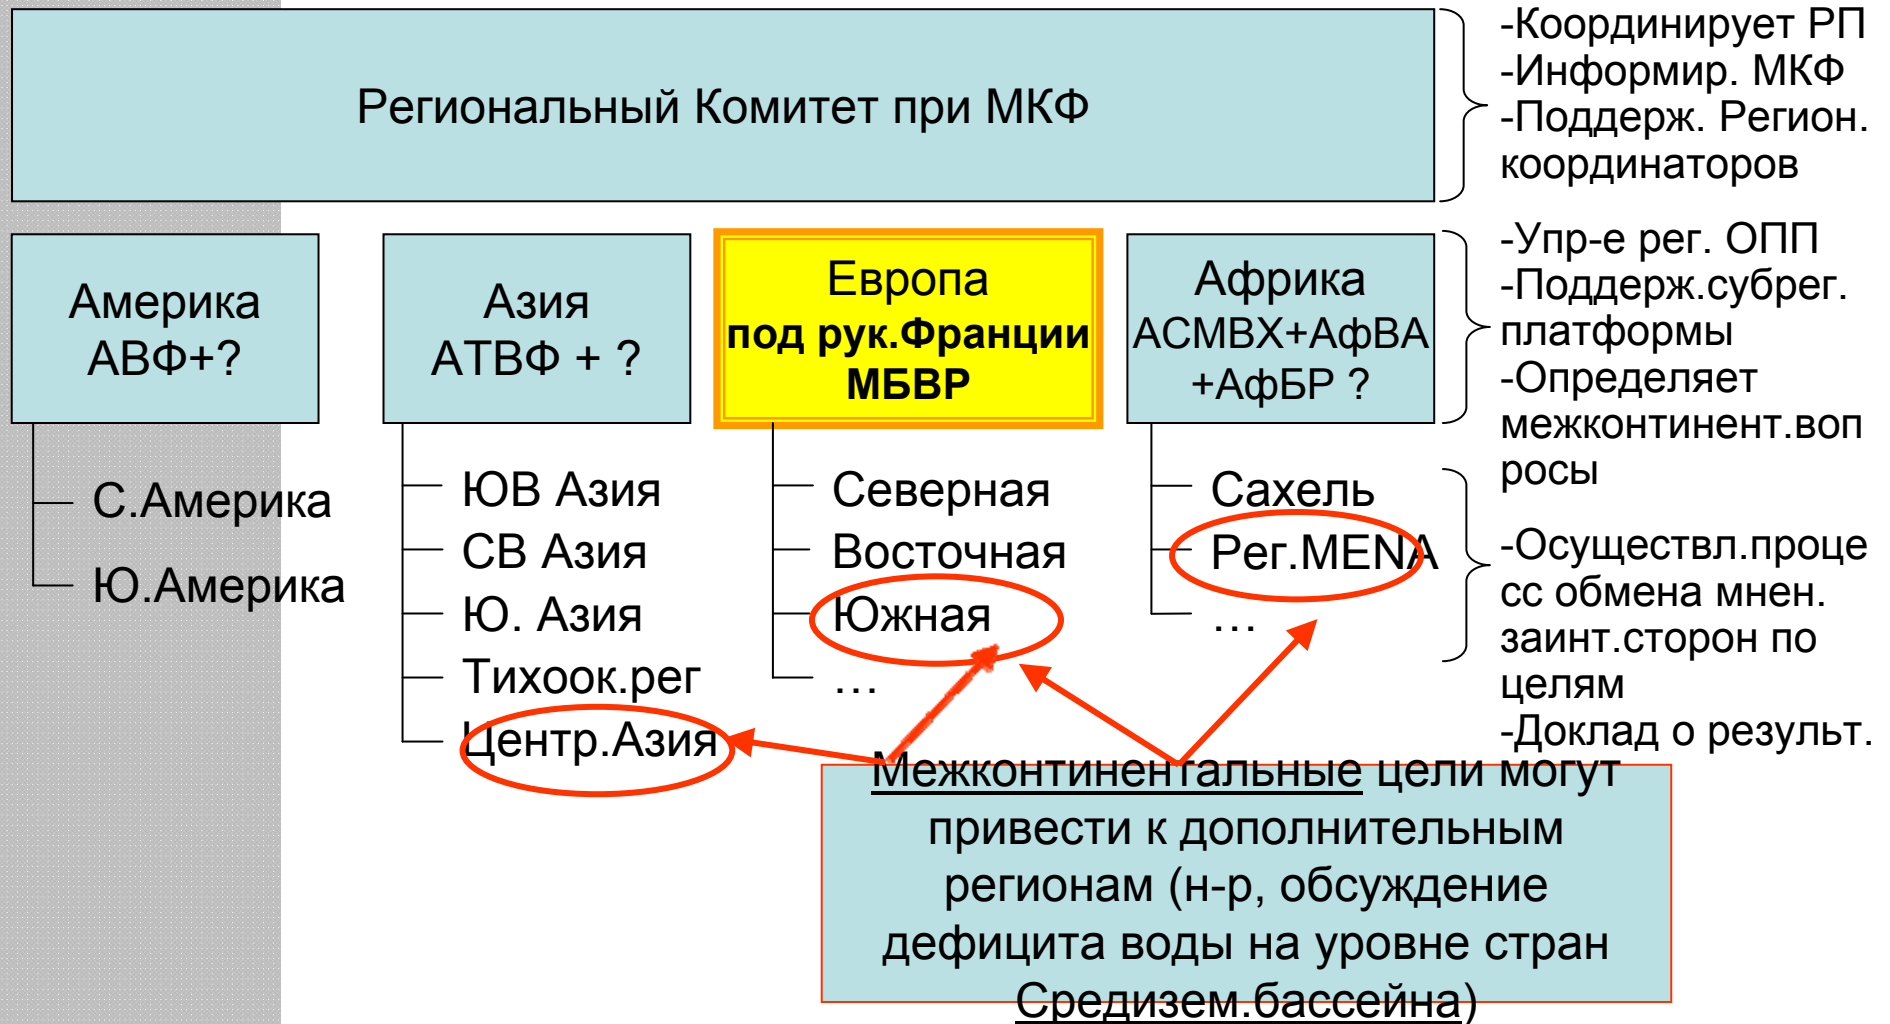 Региональный Комитет при МКФ
-Координирует РП
-Информир. МКФ
-Поддерж. Регион.
координаторов
Америка
АВФ+?
Азия
АТВФ + ?
Европа
под рук.Франции
МБВР
Африка
АСМВХ+АфВА
+АфБР ?
-Упр-е рег. ОПП
-Поддерж.субрег.
платформы
-Определяет
межконтинент.воп
росы
С.Америка
Ю.Америка
ЮВ Азия
СВ Азия
Ю. Азия
Тихоок.рег
Центр.Азия
Северная
Восточная
Южная
...
Сахель
Рег.MENA
...
-Осуществл.проце
сс обмена мнен.
заинт.сторон по
целям
-Доклад о результ.
Межконтинентальные цели могут
привести к дополнительным
регионам (н-р, обсуждение
дефицита воды на уровне стран
Средизем.бассейна)